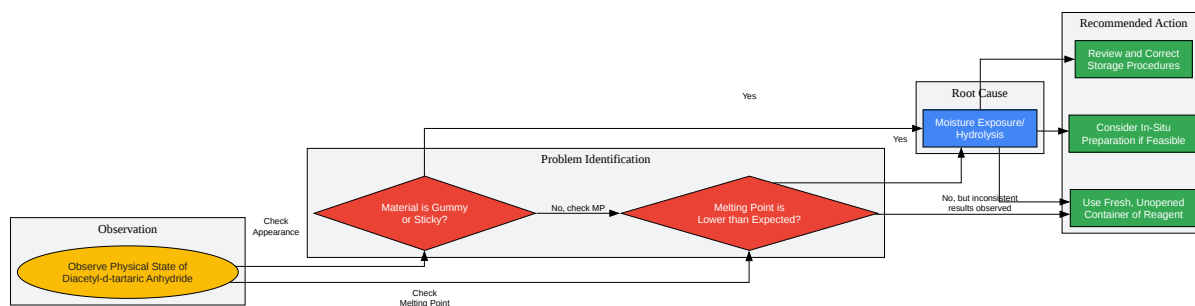 Recommended Action
Review and Correct
Storage Procedures
Root Cause
Yes
Moisture Exposure/
Hydrolysis
Consider In-Situ
Preparation if Feasible
Yes
Problem Identification
Material is Gummy
or Sticky?
No, check MP
Melting Point is
Lower than Expected?
No, but inconsistent
results observed
Use Fresh, Unopened
Container of Reagent
Check
Appearance
Observation
Observe Physical State of
Diacetyl-d-tartaric Anhydride
Check
Melting Point